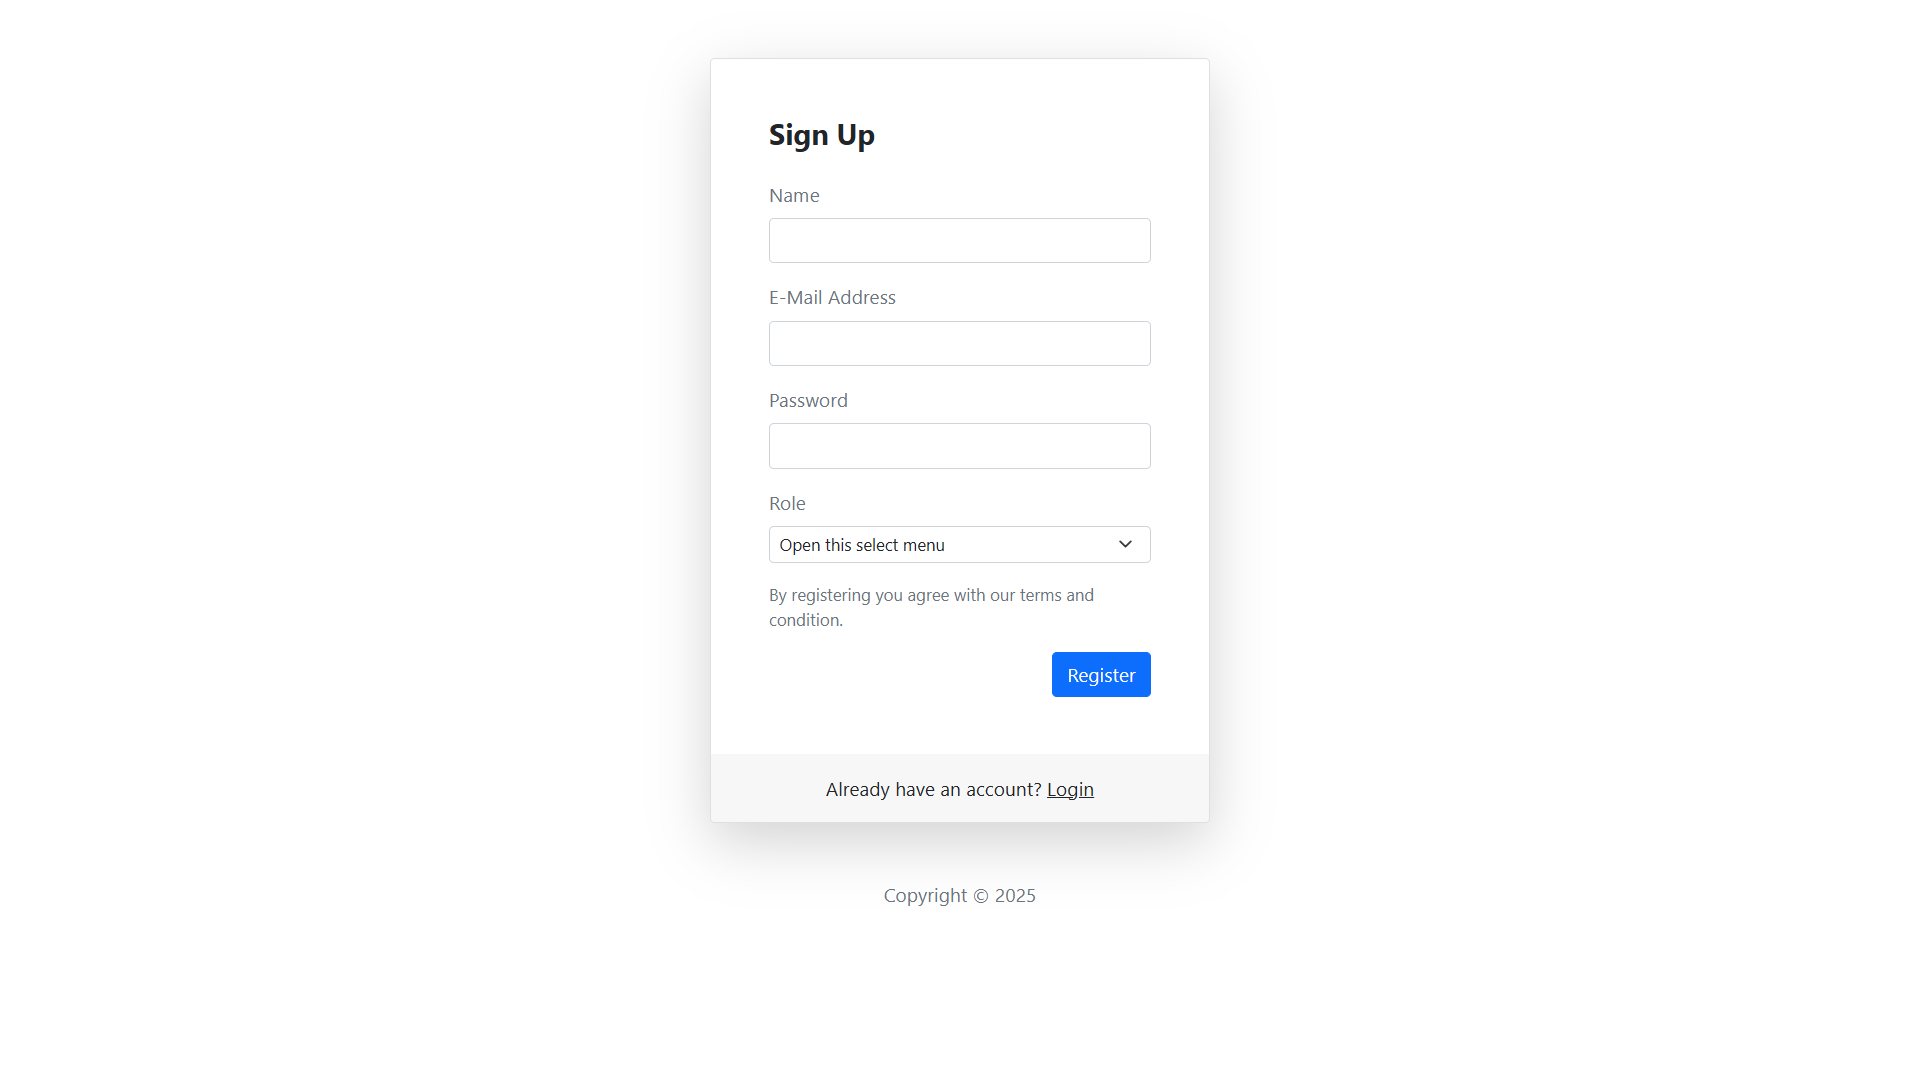 Sign Up
Name
E-Mail Address
Password
Role
Open this select menu
By registering you agree with our terms and
condition.
Register
Already have an account? Login
Copyright © 2025